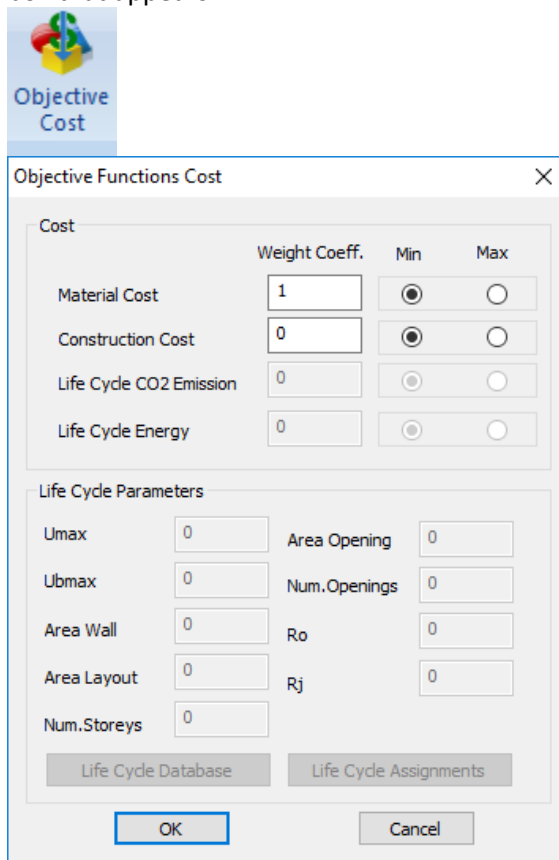 Objective
Cost
Objective Functions Cost
Cost
Weight Coeff. Min Max
Material Cost 1
Construction Cost 0
Life Cycle CO2 Emission 0
Life Cycle Energy 0
Life Cycle Parameters
Umax 0 Area Opening 0
Ubmax 0 Num.Openings 0
Area Wall 0 Ro 0
Area Layout 0 Rj 0
Num.Storeys 0
Life Cycle Database Life Cycle Assignments
OK Cancel